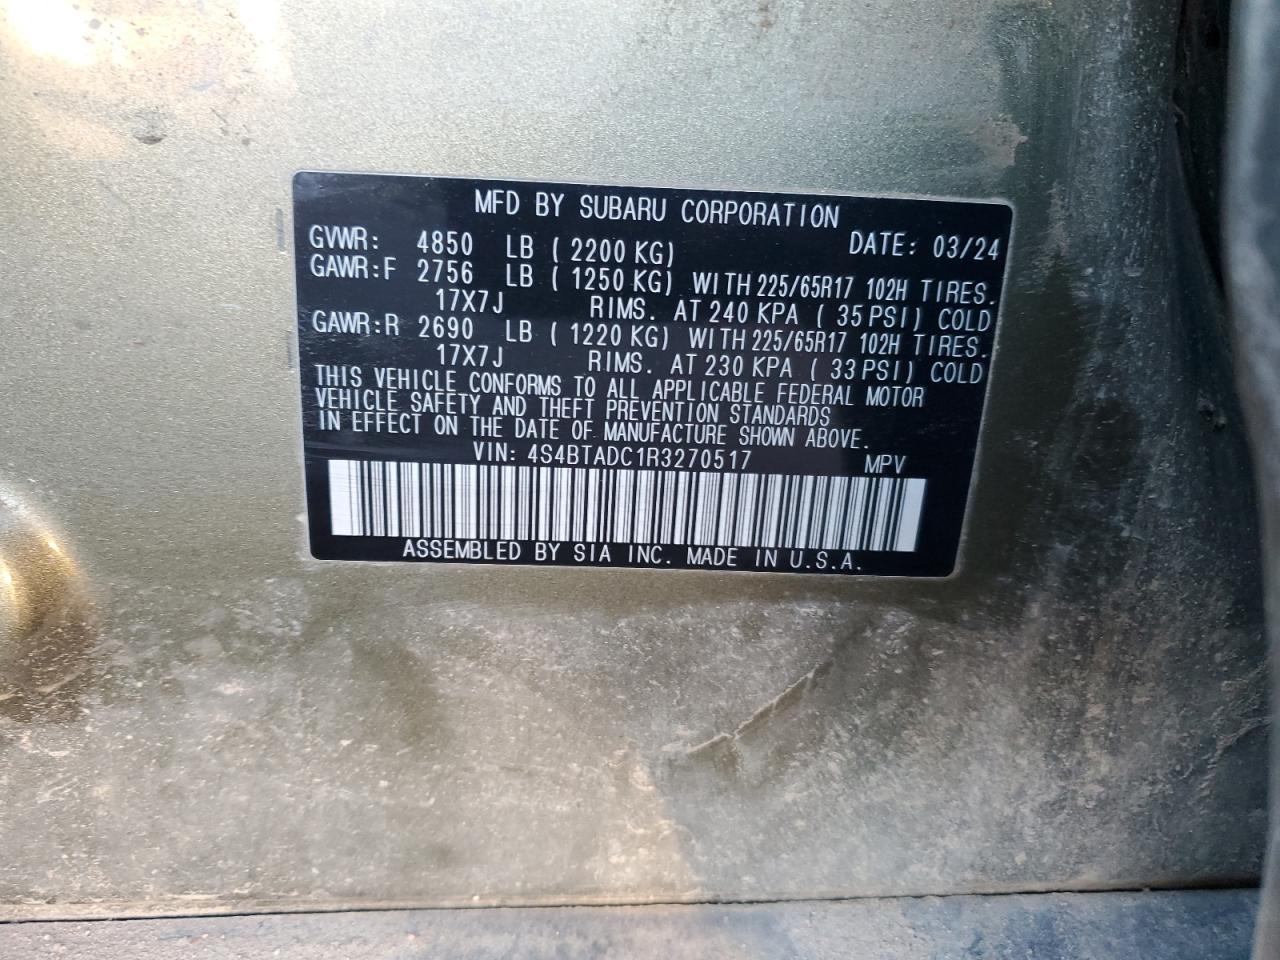 MFD BY SUBARU CORPORATION
GVWR: 4850 LB ( 2200 KG) DATE: 03/24
GAWR:F 2756 LB ( 1250 KG) WITH 225/65R17 102H TIRES.
17X7J RIMS. AT 240 KPA ( 35 PSI) COLD
GAWR:R 2690 LB ( 1220 KG) WITH 225/65R17 102H TIRES.
17X7J RIMS. AT 230 KPA ( 33 PSI) COLD
THIS VEHICLE CONFORMS TO ALL APPLICABLE FEDERAL MOTOR
VEHICLE SAFETY AND THEFT PREVENTION STANDARDS
IN EFFECT ON THE DATE OF MANUFACTURE SHOWN ABOVE.
VIN: 4S4BTADC1R3270517 MPV
ASSEMBLED BY SIA INC. MADE IN U.S.A.